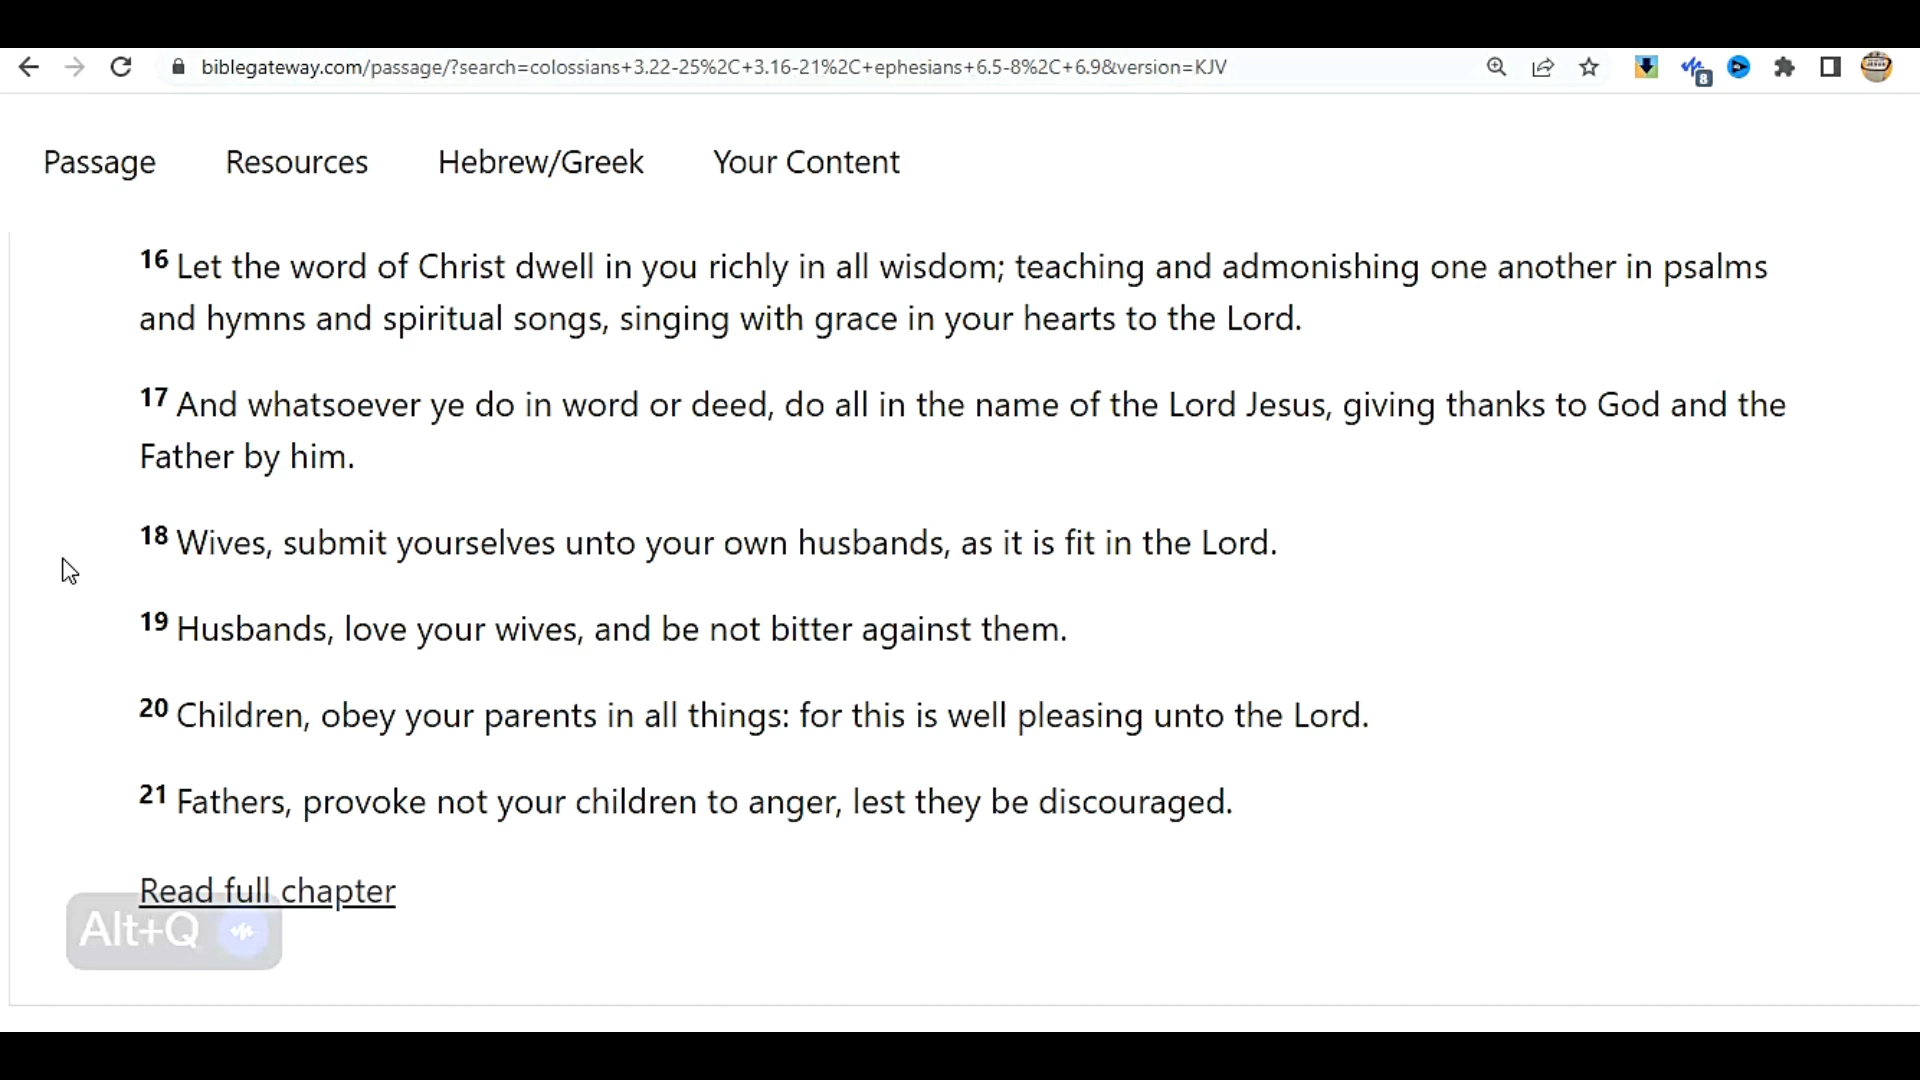 biblegateway.com/passage/?search=colossians+3.22-25%2C+3.16-21%2C+ephesians+6.5-8%2C+6.9&version=KJV
8
Passage Resources Hebrew/Greek Your Content
16 Let the word of Christ dwell in you richly in all wisdom; teaching and admonishing one another in psalms
and hymns and spiritual songs, singing with grace in your hearts to the Lord.
17 And whatsoever ye do in word or deed, do all in the name of the Lord Jesus, giving thanks to God and the
Father by him.
18 Wives, submit yourselves unto your own husbands, as it is fit in the Lord.
19 Husbands, love your wives, and be not bitter against them.
20 Children, obey your parents in all things: for this is well pleasing unto the Lord.
21 Fathers, provoke not your children to anger, lest they be discouraged.
Read full chapter
Alt+Q